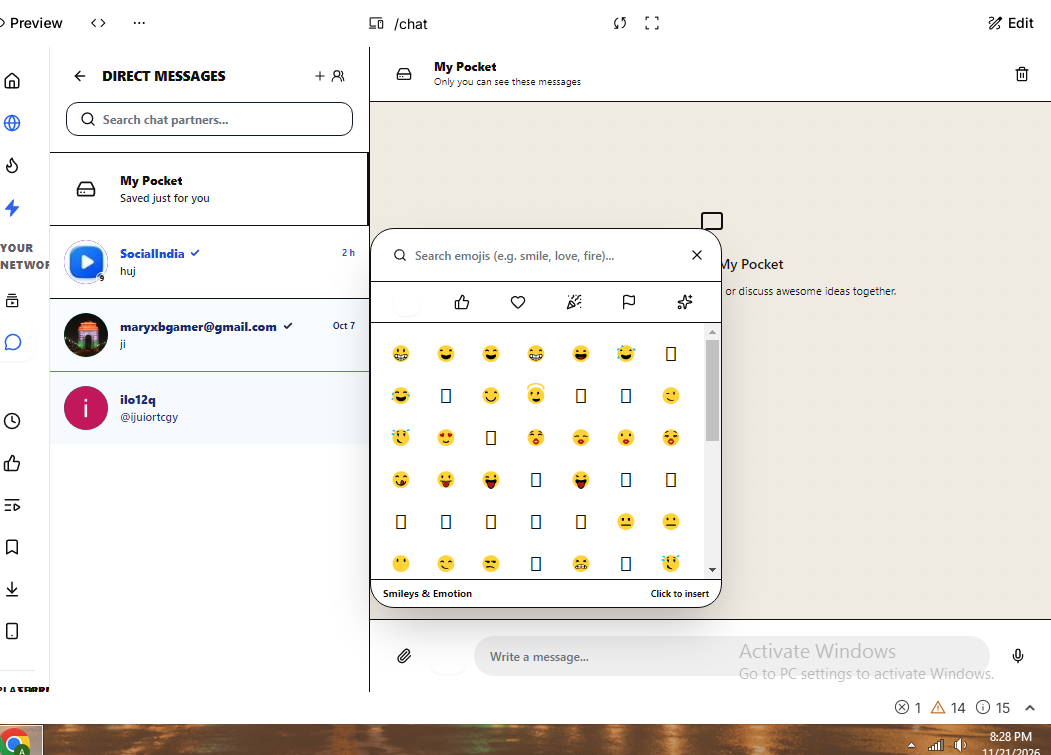 Preview
/chat
Edit
DIRECT MESSAGES
Search chat partners...
My Pocket
Saved just for you
SocialIndia
2 h
huj
maryxbgamer@gmail.com
Oct 7
ji
i
ilo12q
@ijuiortcgy
YOUR
NETWOR
My Pocket
Only you can see these messages
My Pocket
or discuss awesome ideas together.
Search emojis (e.g. smile, love, fire)...
Smileys & Emotion
Click to insert
Write a message...
Activate Windows
Go to PC settings to activate Windows.
1
14
15
8:28 PM
11/21/2026